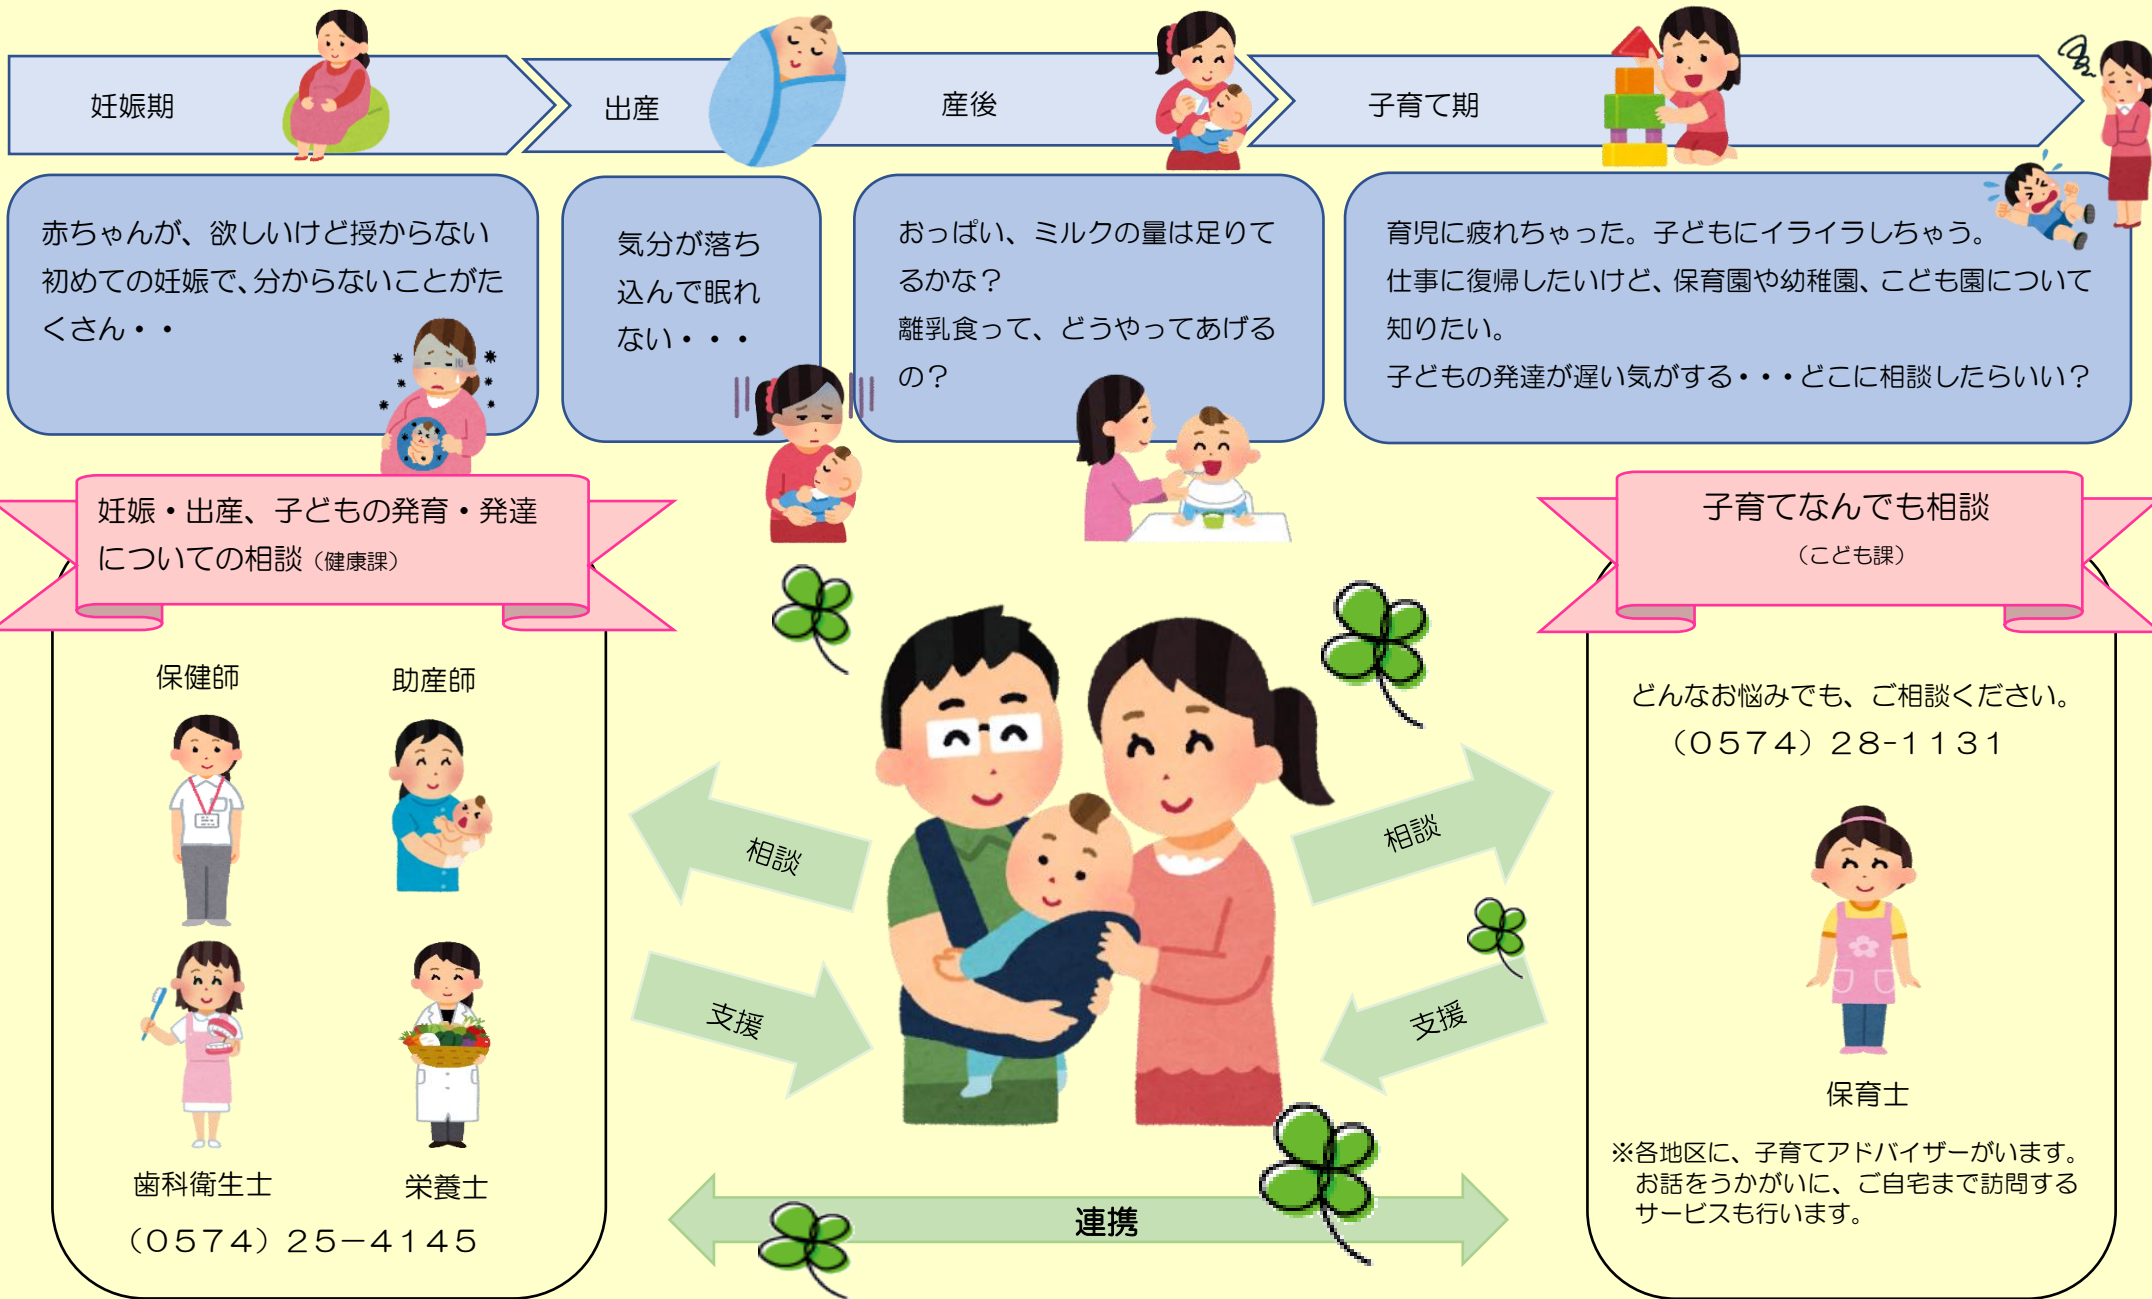 妊娠期
出産
産後
子育て期
赤ちゃんが、欲しいけど授からない
初めての妊娠で、分からないことがた
くさん・・
気分が落ち
込んで眠れ
ない・・・
おっぱい、ミルクの量は足りて
るかな？
離乳食って、どうやってあげる
の？
育児に疲れちゃった。子どもにイライラしちゃう。
仕事に復帰したいけど、保育園や幼稚園、こども園について
知りたい。
子どもの発達が遅い気がする・・・どこに相談したらいい？
妊娠・出産、子どもの発育・発達
についての相談（健康課）
保健師
助産師
歯科衛生士
栄養士
（０５７４）２５－４１４５
相談
支援
相談
支援
連携
子育てなんでも相談
（こども課）
どんなお悩みでも、ご相談ください。
（０５７４）２８-１１３１
保育士
※各地区に、子育てアドバイザーがいます。
お話をうかがいに、ご自宅まで訪問する
サービスも行います。